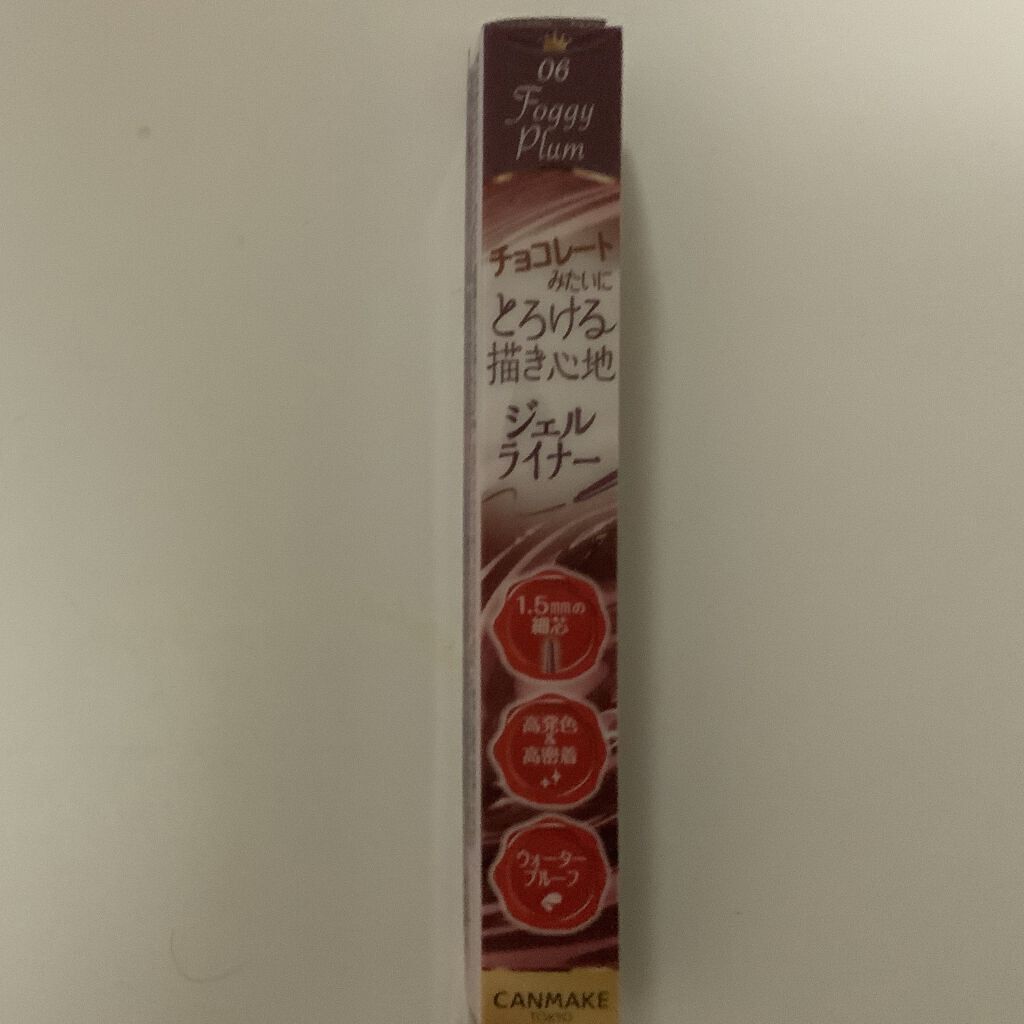 06
Foggy
Plum
チョコレート
みたいに
とろける
描き心地
ジェル
ライナー
1.5mmの
細芯
高発色
&
高密着
ウォーター
プルーフ
CANMAKE
TOKYO